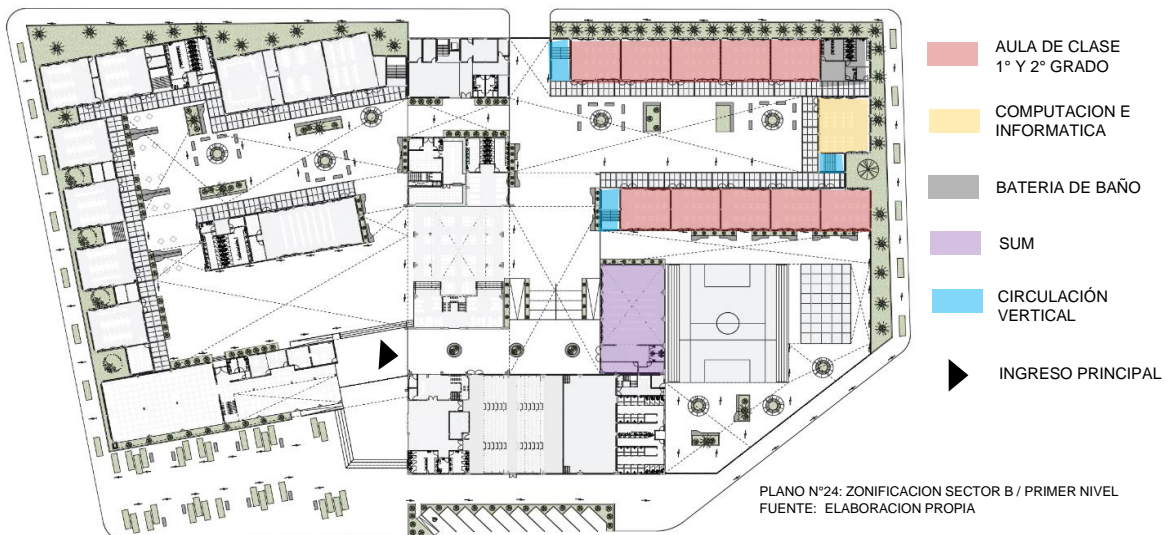 AULA DE CLASE
1° Y 2° GRADO
COMPUTACION E
INFORMATICA
BATERIA DE BAÑO
SUM
CIRCULACIÓN
VERTICAL
INGRESO PRINCIPAL
PLANO N°24: ZONIFICACION SECTOR B / PRIMER NIVEL
FUENTE: ELABORACION PROPIA